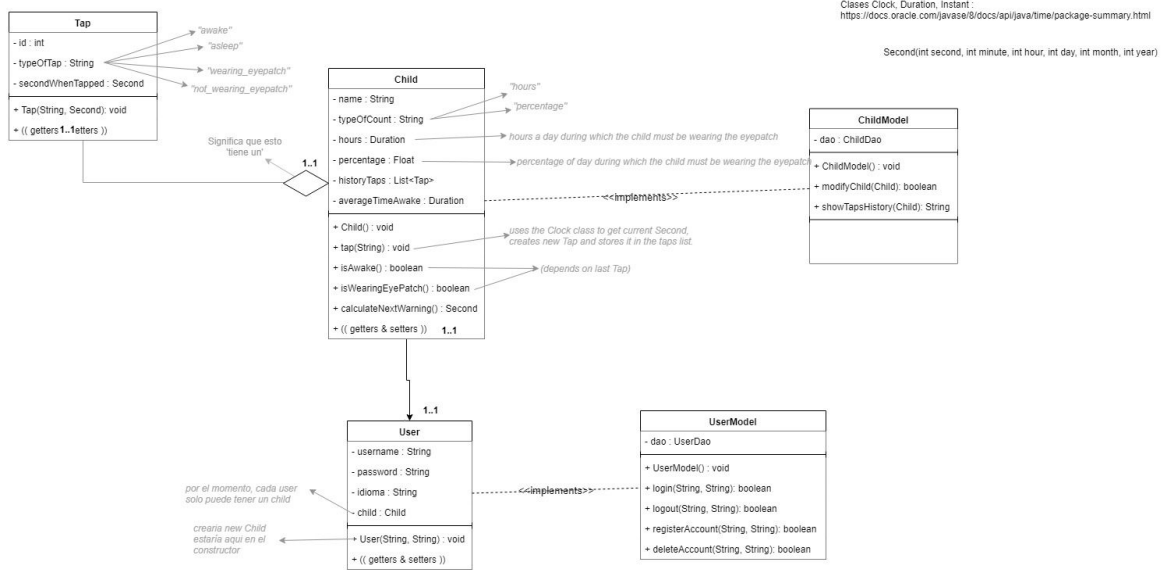 Clases Clock, Duration, Instant :
https://docs.oracle.com/javase/8/docs/api/java/time/package-summary.html
Second(int second, int minute, int hour, int day, int month, int year)
Tap
- id : int
- typeOfTap : String
- secondWhenTapped : Second
+ Tap(String, Second): void
+ (( getters 1..1 etters ))
"awake"
"asleep"
"wearing_eyepatch"
"not_wearing_eyepatch"
Significa que esto
'tiene un'
1..1
Child
- name : String
- typeOfCount : String
- hours : Duration
- percentage : Float
- historyTaps : List<Tap>
- averageTimeAwake : Duration
+ Child() : void
+ tap(String) : void
+ isAwake() : boolean
+ isWearingEyePatch() : boolean
+ calculateNextWarning() : Second
+ (( getters & setters ))
1..1
"hours"
"percentage"
hours a day during which the child must be wearing the eyepatch
percentage of day during which the child must be wearing the eyepatch
<<implements>>
uses the Clock class to get current Second,
creates new Tap and stores it in the taps list
(depends on last Tap)
ChildModel
- dao : ChildDao
+ ChildModel() : void
+ modifyChild(Child): boolean
+ showTapsHistory(Child): String
1..1
User
- username : String
- password : String
- idioma : String
- child : Child
+ User(String, String) : void
+ (( getters & setters ))
por el momento, cada user
solo puede tener un child
crearia new Child
estaría aqui en el
constructor
<<implements>>
UserModel
- dao : UserDao
+ UserModel() : void
+ login(String, String): boolean
+ logout(String, String): boolean
+ registerAccount(String, String): boolean
+ deleteAccount(String, String): boolean